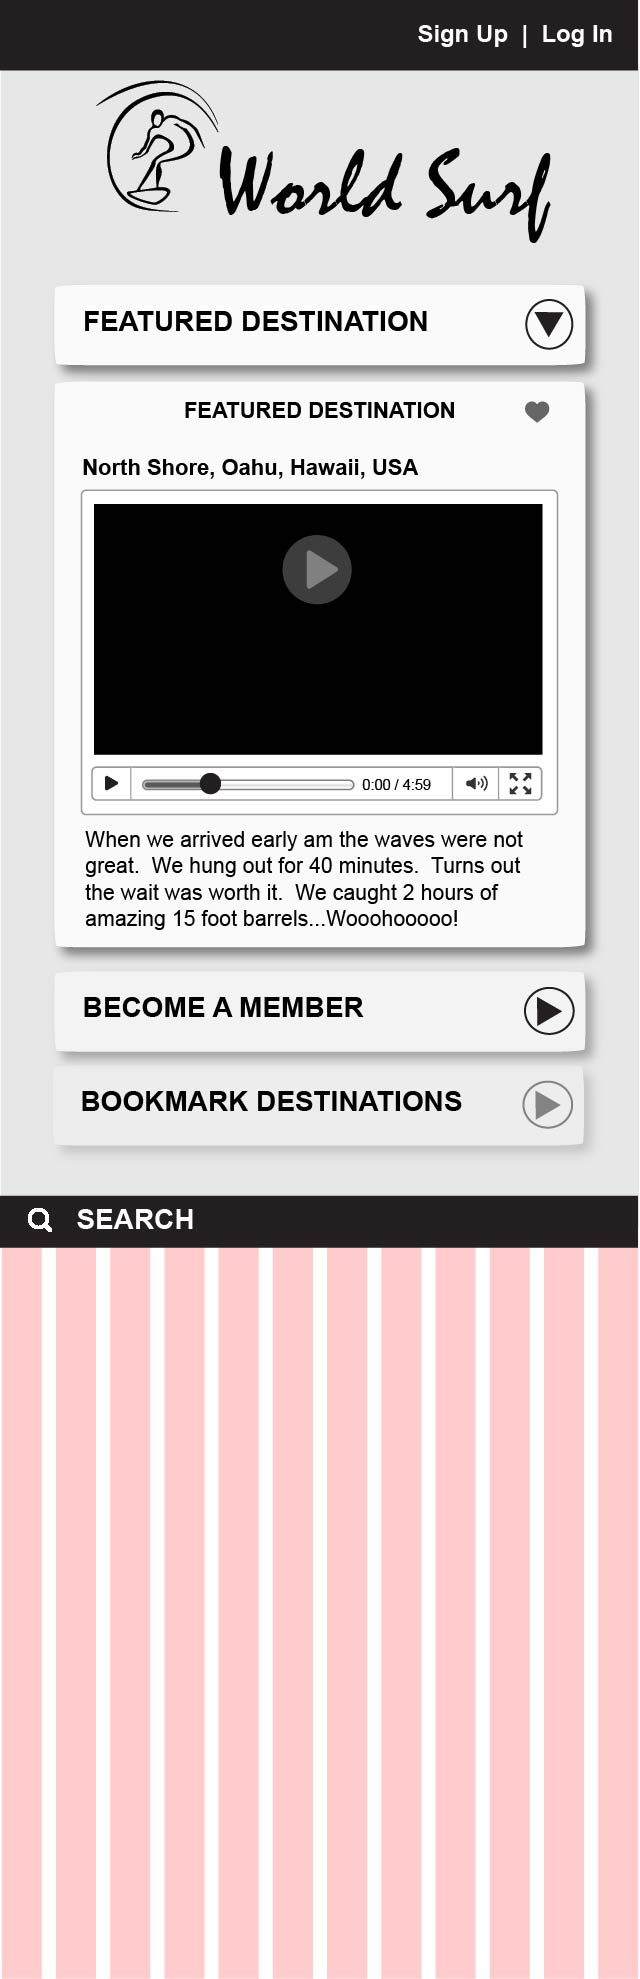 Sign Up | Log In
World Surf
FEATURED DESTINATION
FEATURED DESTINATION
North Shore, Oahu, Hawaii, USA
0:00 / 4:59
When we arrived early am the waves were not
great.  We hung out for 40 minutes.  Turns out
the wait was worth it.  We caught 2 hours of
amazing 15 foot barrels...Wooohooooo!
BECOME A MEMBER
BOOKMARK DESTINATIONS
SEARCH